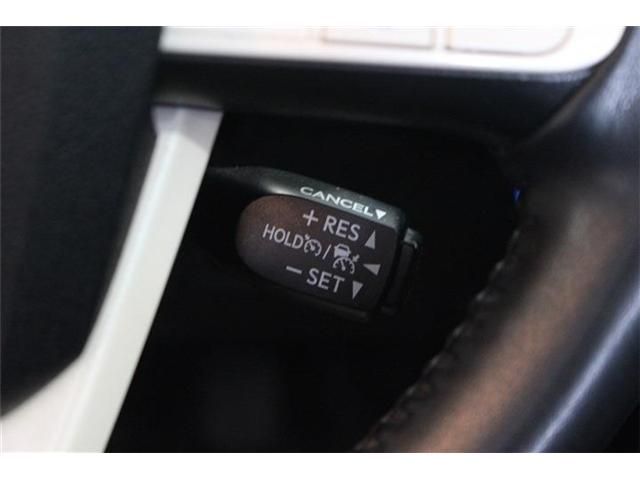 CANCEL▼
+ RES ▲
HOLD / ◀
− SET ▼